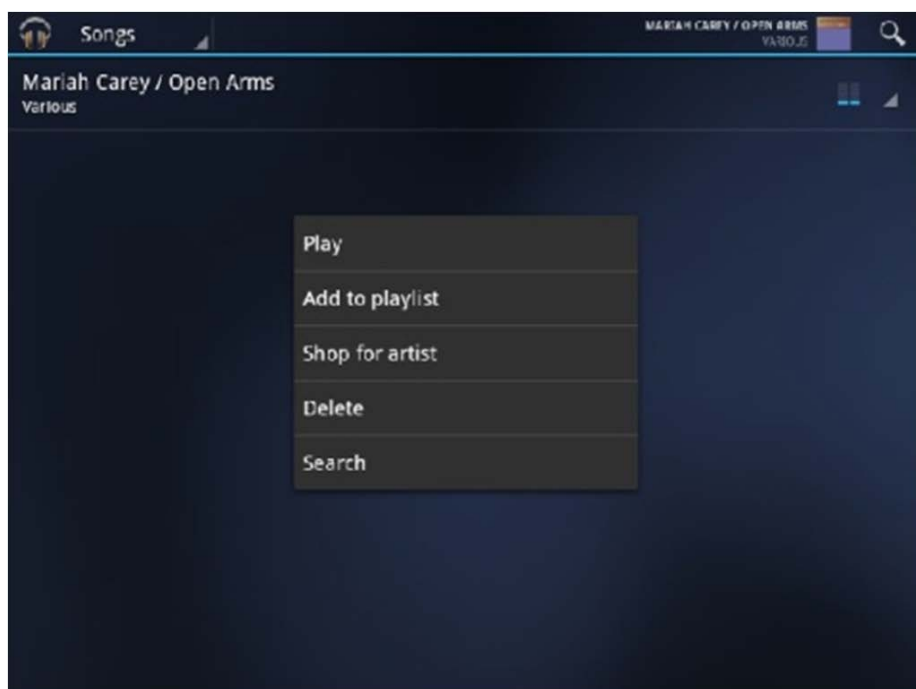 Songs
MARIAH CAREY / OPEN ARMS
VARIOUS
Mariah Carey / Open Arms
Various
Play
Add to playlist
Shop for artist
Delete
Search